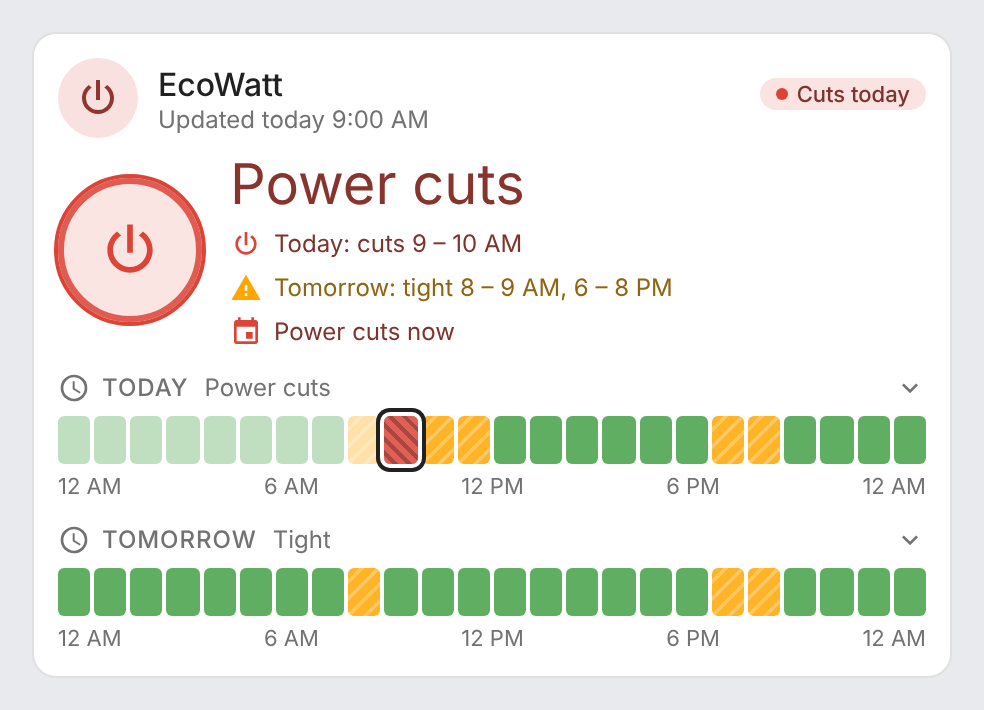 EcoWatt
Updated today 9:00 AM
Cuts today
Power cuts
Today: cuts 9 – 10 AM
Tomorrow: tight 8 – 9 AM, 6 – 8 PM
Power cuts now
TODAY Power cuts
12 AM 6 AM 12 PM 6 PM 12 AM
TOMORROW Tight
12 AM 6 AM 12 PM 6 PM 12 AM